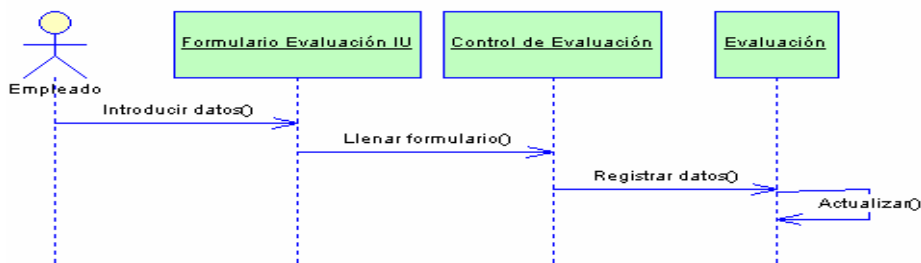 Formulario Evaluación IU
Control de Evaluación
Evaluación
Empleado
Introducir datos()
Llenar formulario()
Registrar datos()
Actualizar()